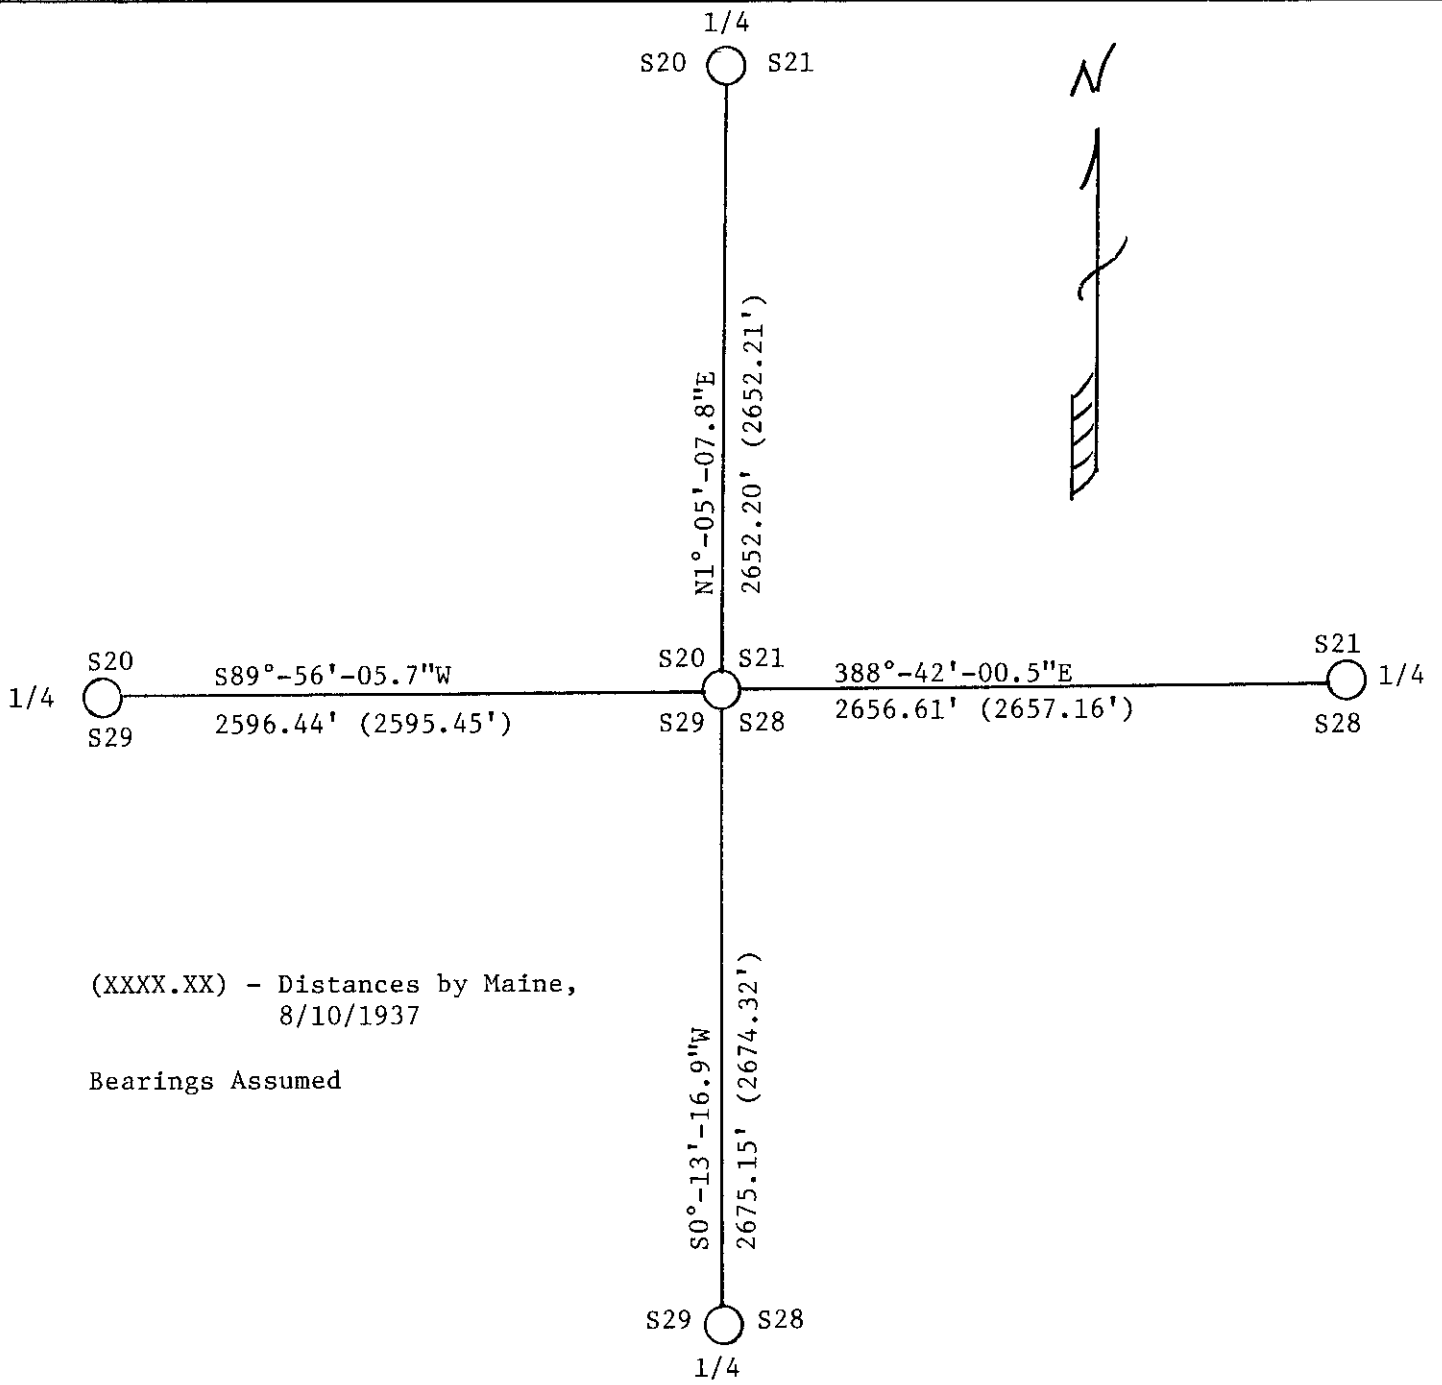 1/4
S20 S21
N
N1°-05'-07.8"E
2652.20' (2652.21')
S20
1/4
S29
S89°-56'-05.7"W
2596.44' (2595.45')
S20 S21
S29 S28
388°-42'-00.5"E
2656.61' (2657.16')
S21
1/4
S28
(XXXX.XX) - Distances by Maine,
8/10/1937
Bearings Assumed
S0°-13'-16.9"W
2675.15' (2674.32')
S29 S28
1/4